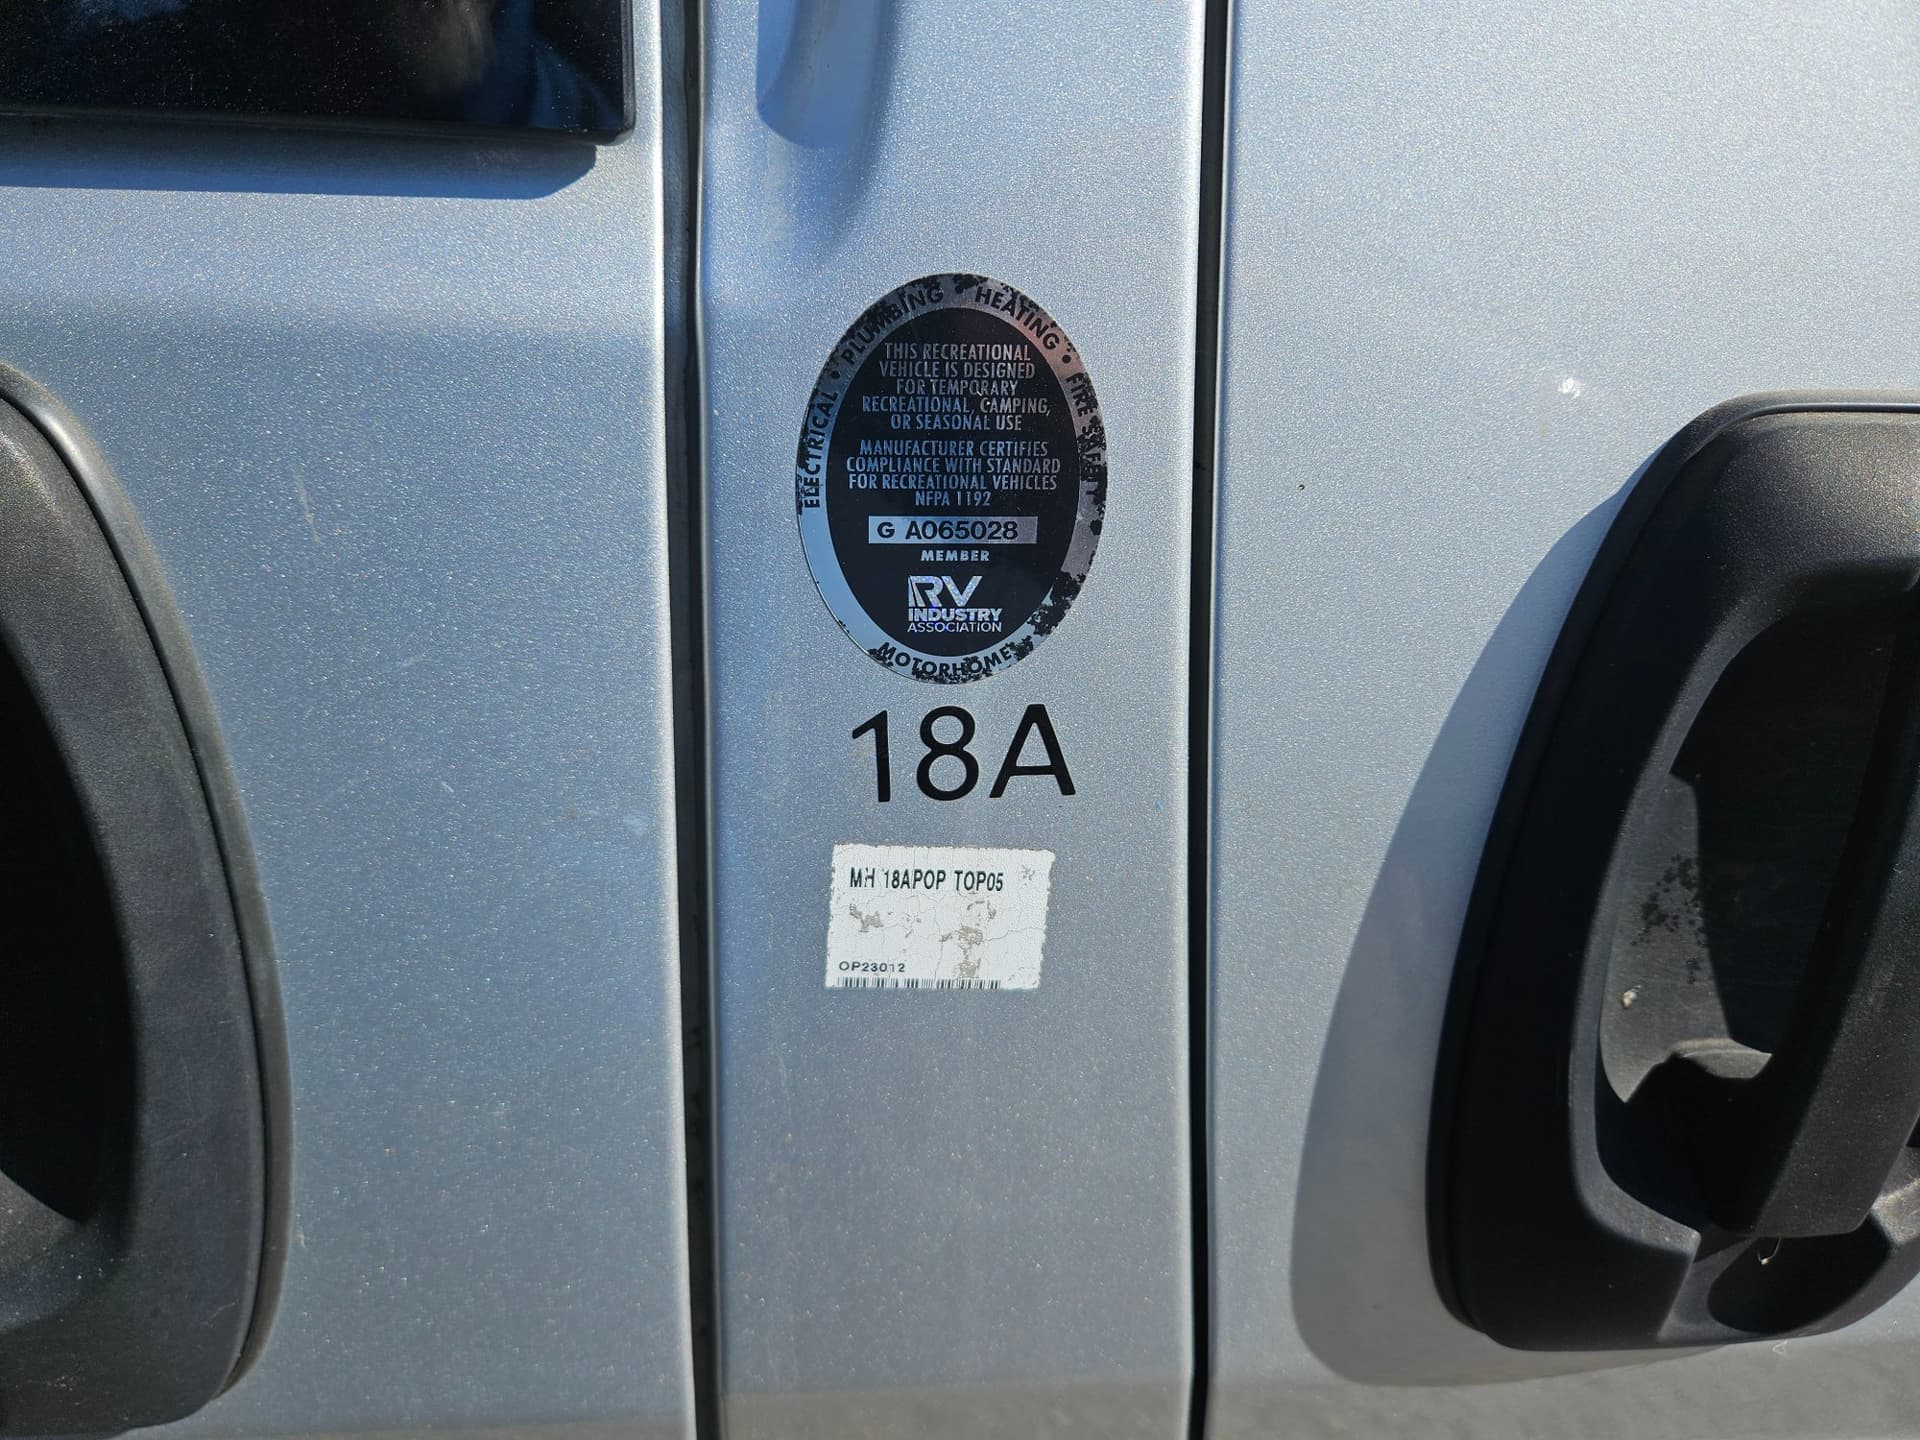 ELECTRICAL • PLUMBING • HEATING • FIRE SAFETY
THIS RECREATIONAL
VEHICLE IS DESIGNED
FOR TEMPORARY
RECREATIONAL, CAMPING,
OR SEASONAL USE
MANUFACTURER CERTIFIES
COMPLIANCE WITH STANDARD
FOR RECREATIONAL VEHICLES
NFPA 1192
G A065028
MEMBER
RV
INDUSTRY
ASSOCIATION
MOTORHOME
18A
MH 18APOP TOP05
OP23012